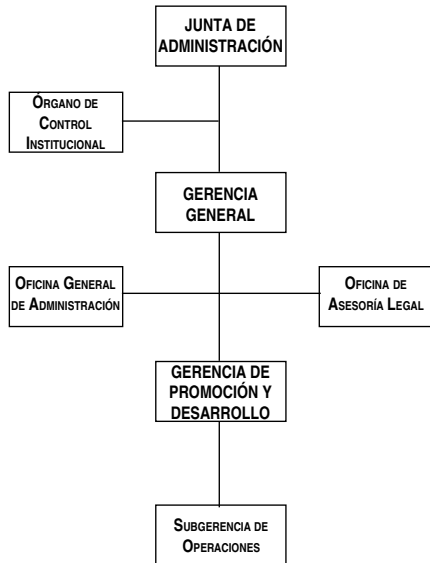 JUNTA DE
ADMINISTRACIÓN
ÓRGANO DE
CONTROL
INSTITUCIONAL
GERENCIA
GENERAL
OFICINA GENERAL
DE ADMINISTRACIÓN
OFICINA DE
ASESORÍA LEGAL
GERENCIA DE
PROMOCIÓN Y
DESARROLLO
SUBGERENCIA DE
OPERACIONES